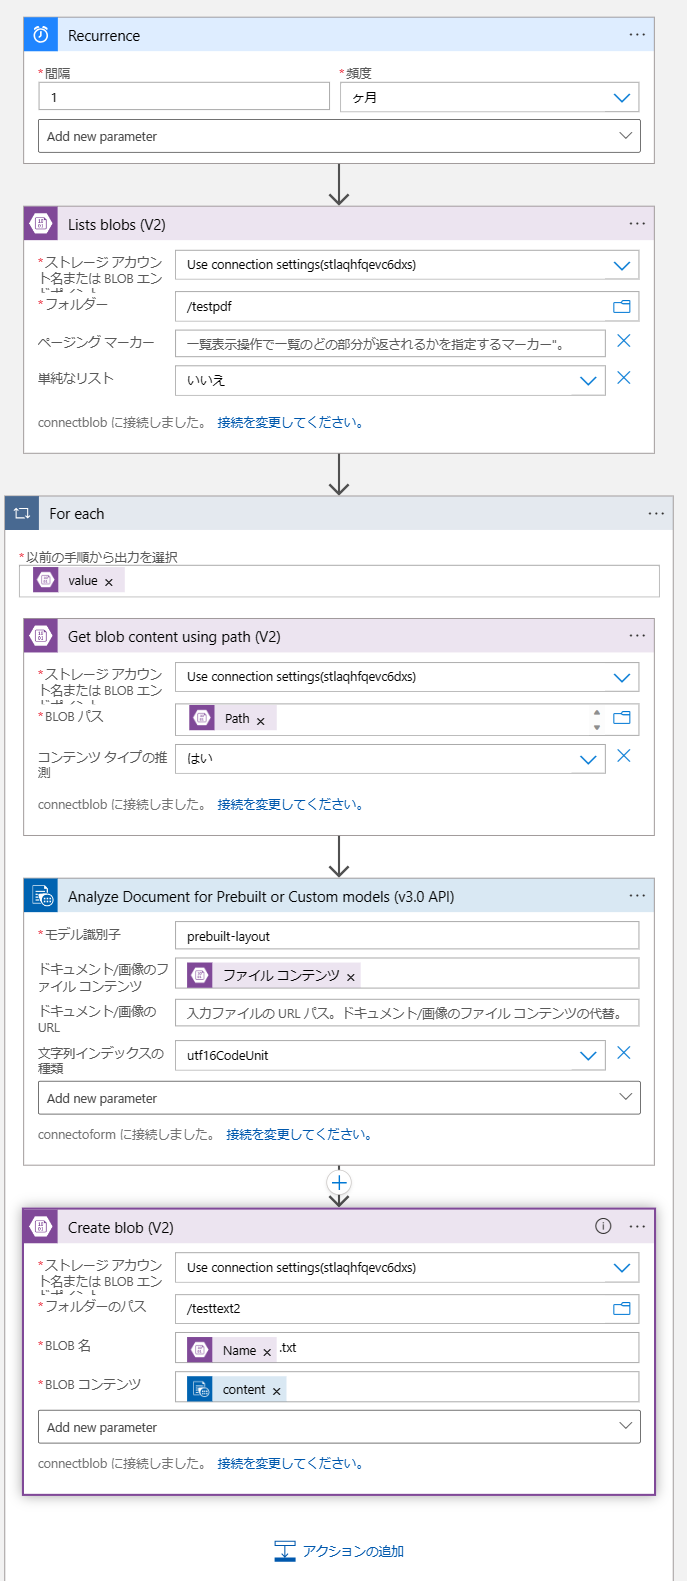 Recurrence
*間隔
*頻度
1
ヶ月
Add new parameter
Lists blobs (V2)
*ストレージ アカウン
ト名または BLOB エン
ドポイント
Use connection settings(stlaqhfqevc6dxs)
*フォルダー
/testpdf
ページング マーカー
一覧表示操作で一覧のどの部分が返されるかを指定するマーカー"。
単純なリスト
いいえ
connectblob に接続しました。 接続を変更してください。
For each
*以前の手順から出力を選択
value ×
Get blob content using path (V2)
*ストレージ アカウン
ト名または BLOB エン
ドポイント
Use connection settings(stlaqhfqevc6dxs)
*BLOB パス
Path ×
コンテンツ タイプの推
測
はい
connectblob に接続しました。 接続を変更してください。
Analyze Document for Prebuilt or Custom models (v3.0 API)
*モデル識別子
prebuilt-layout
ドキュメント/画像のフ
ァイル コンテンツ
ファイル コンテンツ ×
ドキュメント/画像の
URL
入力ファイルの URL パス。ドキュメント/画像のファイル コンテンツの代替。
文字列インデックスの
種類
utf16CodeUnit
Add new parameter
connectoform に接続しました。 接続を変更してください。
Create blob (V2)
*ストレージ アカウン
ト名または BLOB エン
ドポイント
Use connection settings(stlaqhfqevc6dxs)
*フォルダーのパス
/testtext2
*BLOB 名
Name × .txt
*BLOB コンテンツ
content ×
Add new parameter
connectblob に接続しました。 接続を変更してください。
アクションの追加